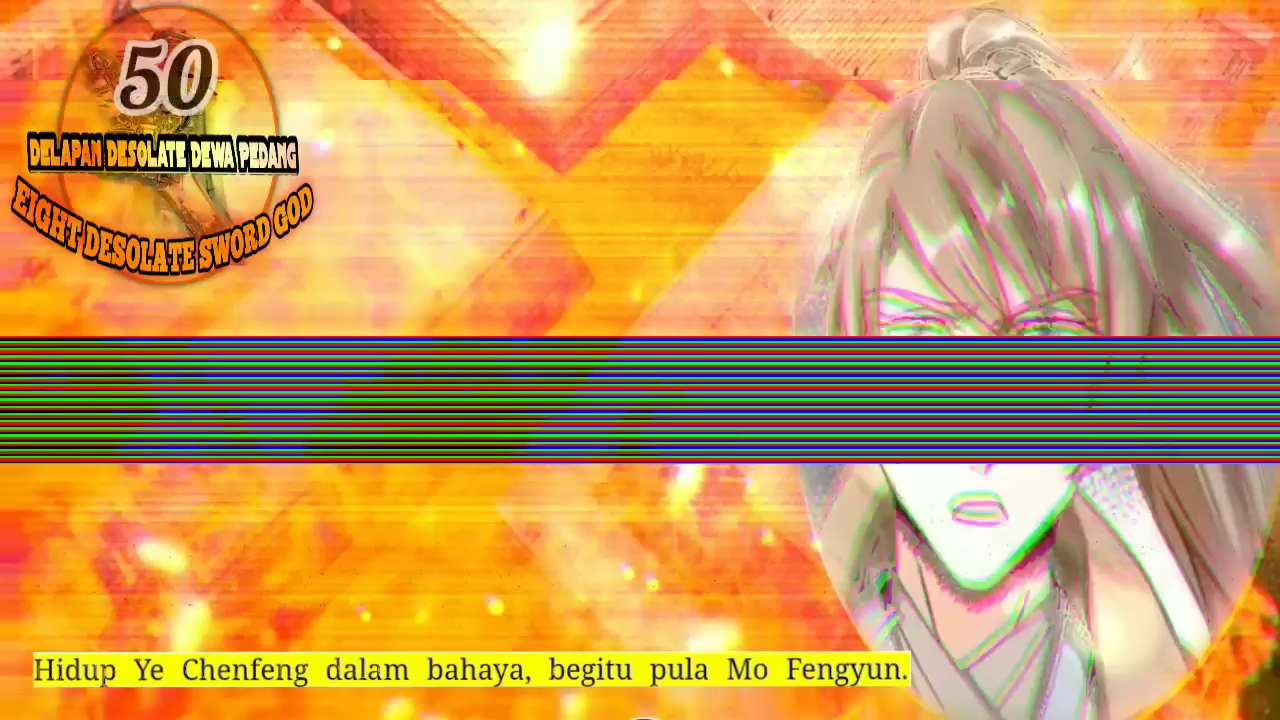 50
DELAPAN DESOLATE DEWA PEDANG
EIGHT DESOLATE SWORD GOD
Hidup Ye Chenfeng dalam bahaya, begitu pula Mo Fengyun.